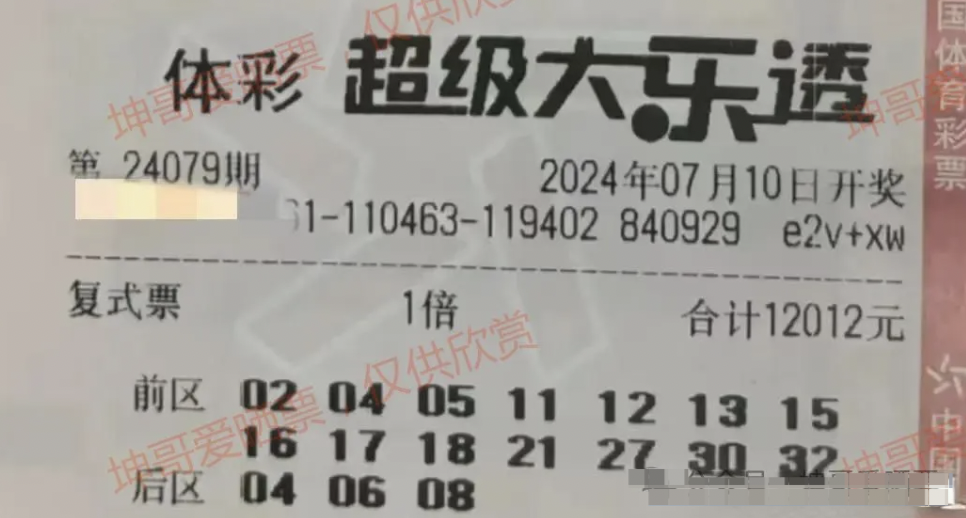 体彩 超级大乐透
第 24079期
2024年07月10日开奖
61-110463-119402 840929 e2v+xw
复式票 1倍 合计12012元
前区 02 04 05 11 12 13 15
16 17 18 21 27 30 32
后区 04 06 08
坤哥爱晒票,仅供欣赏
坤哥爱晒票,仅供欣赏
坤哥爱
国体育彩票
中国